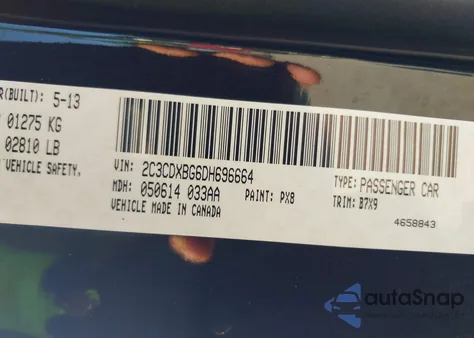 R(BUILT): 5-13
01275 KG
02810 LB
VEHICLE SAFETY,
VIN: 2C3CDXBG6DH696664
MDH: 050614 033AA
PAINT: PX8
VEHICLE MADE IN CANADA
TYPE: PASSENGER CAR
TRIM: B7X9
4658843
autoSnap